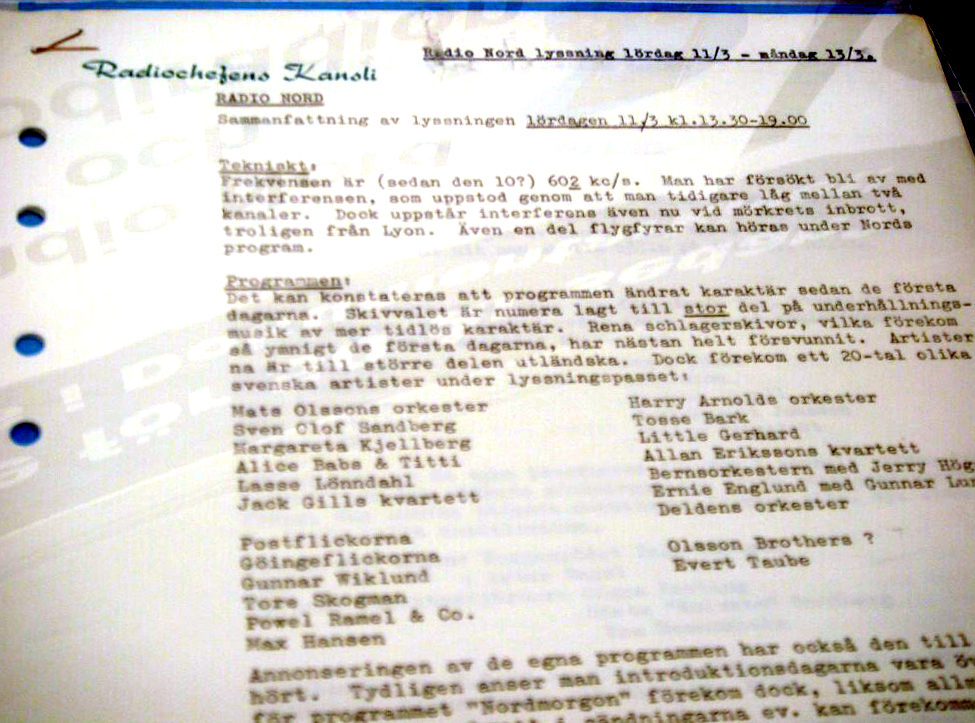 Radio Nord lyssning lördag 11/3 - måndag 13/3.
Radiochefens Kansli
RADIO NORD
Sammanfattning av lyssningen lördagen 11/3 kl.13.30-19.00
Tekniskt:
Frekvensen är (sedan den 10?) 602 kc/s. Man har försökt bli av med
interferensen, som uppstod genom att man tidigare låg mellan två
kanaler. Dock uppstår interferens även nu vid mörkrets inbrott,
troligen från Lyon. Även en del flygfyrar kan höras under Nords
program.
Programmen:
Det kan konstateras att programmen ändrat karaktär sedan de första
dagarna. Skivvalet är numera lagt till stor del på underhållnings-
musik av mer tidlös karaktär. Rena schlagerskivor, vilka förekom
så ymnigt de första dagarna, har nästan helt försvunnit. Artister
na är till större delen utländska. Dock förekom ett 20-tal olika
svenska artister under lyssningspasset:
Mats Olssons orkester
Sven Olof Sandberg
Margareta Kjellberg
Alice Babs & Titti
Lasse Lönndahl
Jack Gills kvartett
Postflickorna
Göingeflickorna
Gunnar Wiklund
Tore Skogman
Powel Ramel & Co.
Max Hansen
Harry Arnolds orkester
Tosse Bark
Little Gerhard
Allan Erikssons kvartett
Bernsorkestern med Jerry Hög
Ernie Englund med Gunnar Lun
Deldens orkester
Olsson Brothers ?
Evert Taube
Annonseringen av de egna programmen har också den till
hört. Tydligen anser man introduktionsdagarna vara öv
för programmet "Nordmorgon" förekom dock, liksom alls
i sändningarna ev. kan förekomm